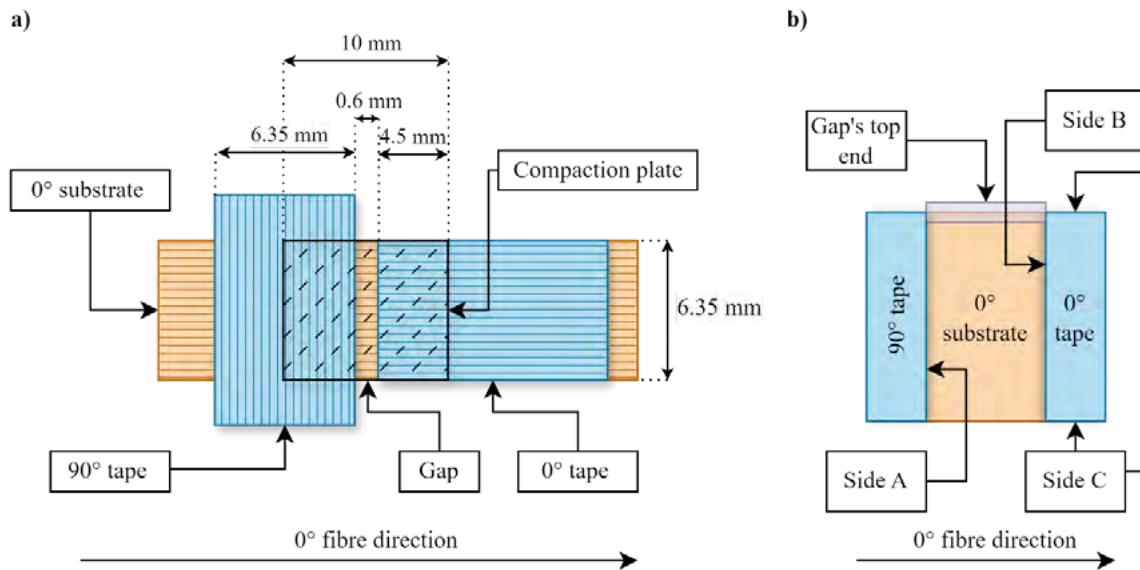 a)
10 mm
0.6 mm
6.35 mm
4.5 mm
0° substrate
Compaction plate
6.35 mm
90° tape
Gap
0° tape
0° fibre direction
b)
Gap's top
end
Side B
90° tape
0°
substrate
0°
tape
Side A
Side C
0° fibre direction